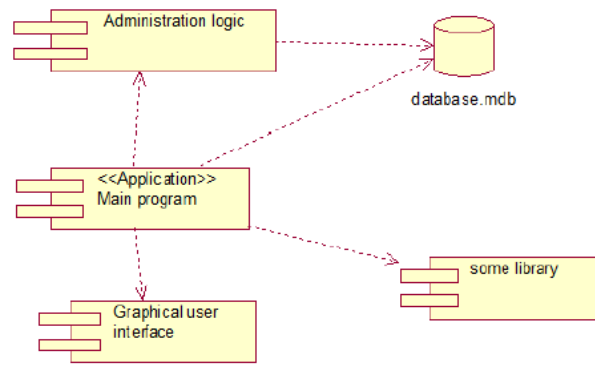 Administration logic
database.mdb
<<Application>>
Main program
some library
Graphical user
interface